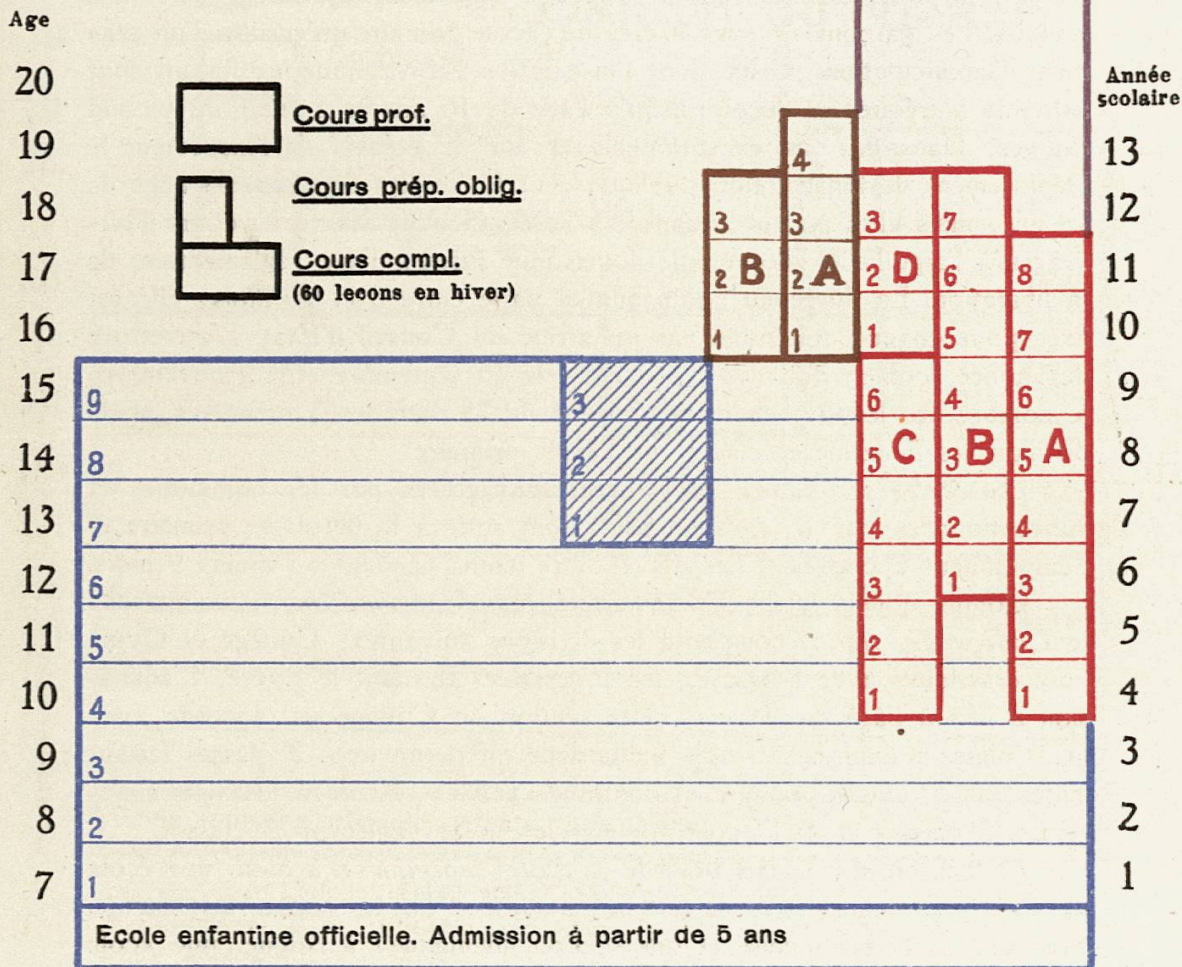 Age
Année
scolaire
20
Cours prof.
19 4 13
Cours prép. oblig.
18 3 3 3 7 12
Cours compl.
17 2 B 2 A 2 D 6 8 11
(60 lecons en hiver)
16 1 1 1 5 7 10
15 9 3 6 4 6 9
14 8 2 5 C 3 B 5 A 8
13 7 1 4 2 4 7
12 6 3 1 3 6
11 5 2 2 5
10 4 1 1 4
9 3 3
8 2 2
7 1 1
Ecole enfantine officielle. Admission à partir de 5 ans